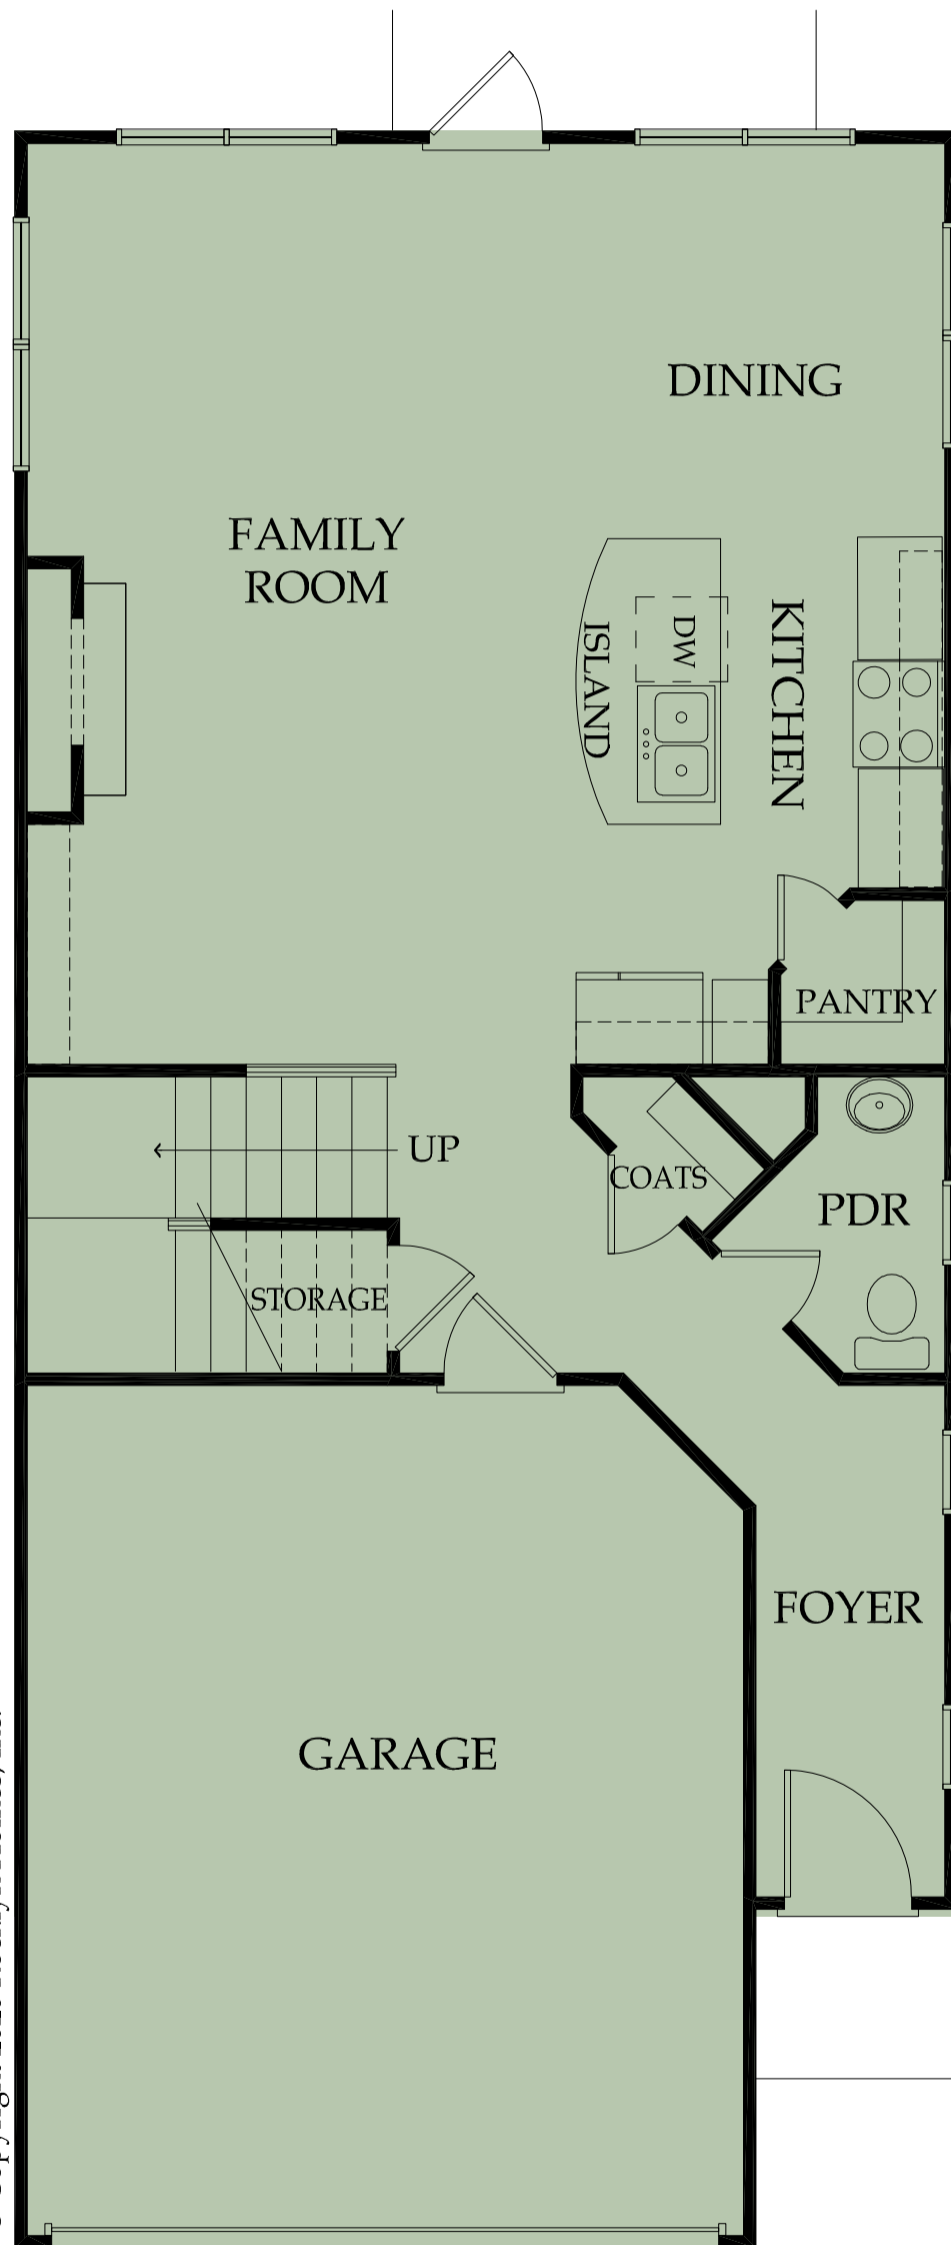 DINING
FAMILY
ROOM
ISLAND
DW
KITCHEN
PANTRY
UP
COATS
PDR
STORAGE
FOYER
GARAGE